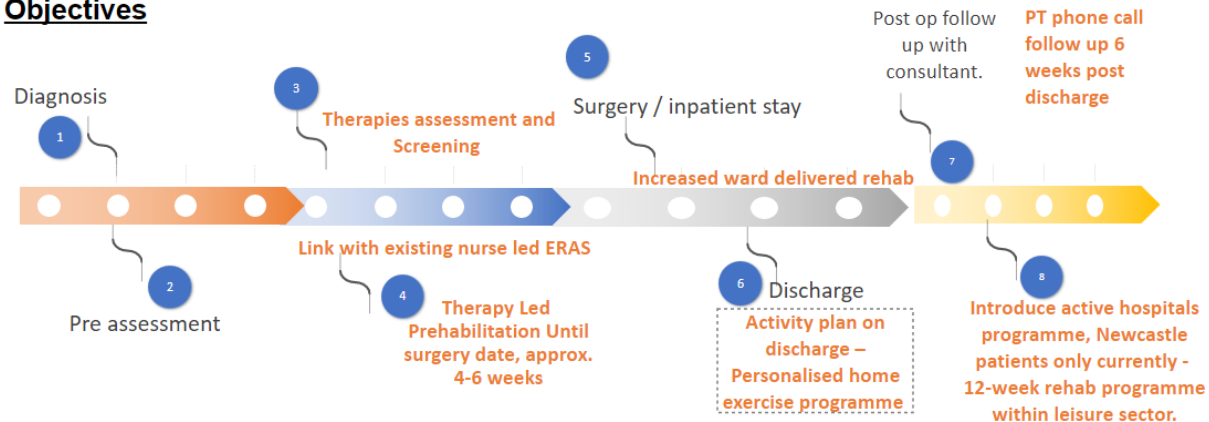 Objectives
Diagnosis
1
2
Pre assessment
3
Therapies assessment and
Screening
Link with existing nurse led ERAS
4
Therapy Led
Prehabilitation Until
surgery date, approx.
4-6 weeks
5
Surgery / inpatient stay
Increased ward delivered rehab
6
Discharge
Activity plan on
discharge –
Personalised home
exercise programme
Post op follow
up with
consultant.
PT phone call
follow up 6
weeks post
discharge
7
8
Introduce active hospitals
programme, Newcastle
patients only currently -
12-week rehab programme
within leisure sector.